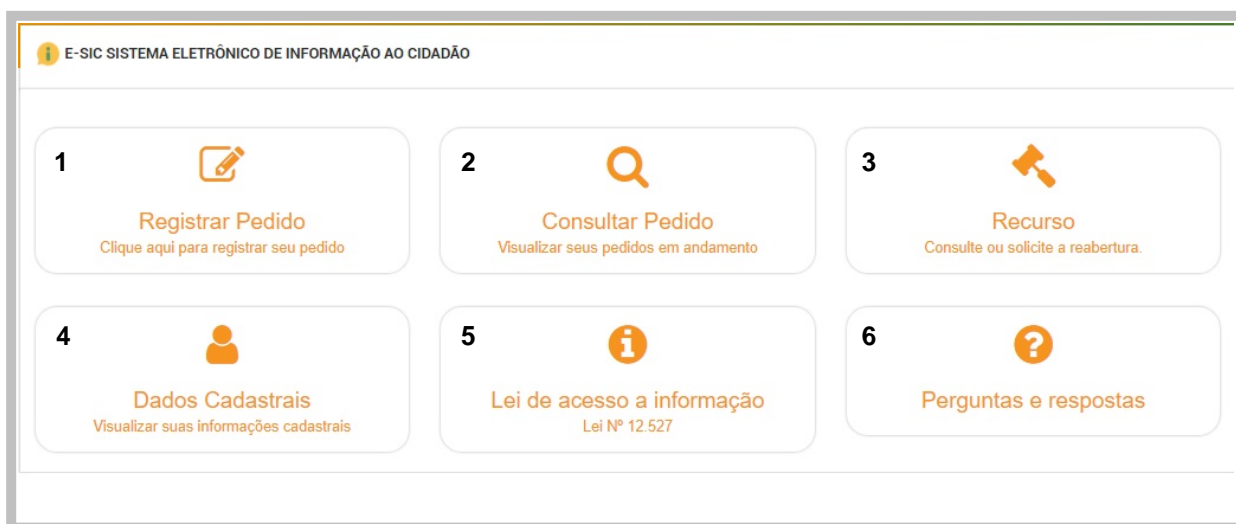 E-SIC SISTEMA ELETRÔNICO DE INFORMAÇÃO AO CIDADÃO
1
Registrar Pedido
Clique aqui para registrar seu pedido
2
Consultar Pedido
Visualizar seus pedidos em andamento
3
Recurso
Consulte ou solicite a reabertura.
4
Dados Cadastrais
Visualizar suas informações cadastrais
5
Lei de acesso a informação
Lei Nº 12.527
6
Perguntas e respostas